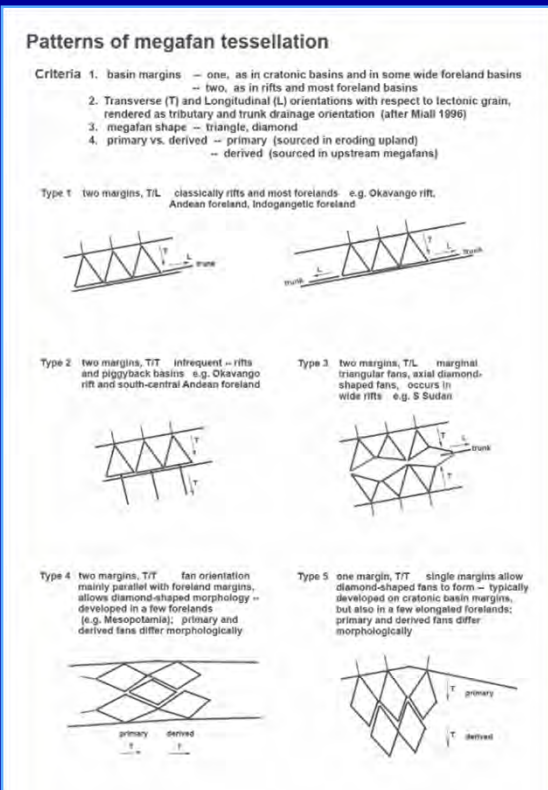 Patterns of megafan tessellation
Criteria 1. basin margins – one, as in cratonic basins and in some wide foreland basins
-- two, as in rifts and most foreland basins
2. Transverse (T) and Longitudinal (L) orientations with respect to tectonic grain,
rendered as tributary and trunk drainage orientation (after Miall 1996)
3. megafan shape – triangle, diamond
4. primary vs. derived – primary (sourced in eroding upland)
-- derived (sourced in upstream megafans)
Type 1 two margins, T/L classically rifts and most forelands e.g. Okavango rift,
Andean foreland, Indogangetic foreland
T
L
trunk
T
L
trunk
L
trunk
Type 2 two margins, T/T infrequent -- rifts
and piggyback basins e.g. Okavango
rift and south-central Andean foreland
T
T
Type 3 two margins, T/L marginal
triangular fans, axial diamond-
shaped fans, occurs in
wide rifts e.g. S Sudan
T
L
trunk
T
Type 4 two margins, T/T fan orientation
mainly parallel with foreland margins,
allows diamond-shaped morphology --
developed in a few forelands
(e.g. Mesopotamia); primary and
derived fans differ morphologically
primary derived
T T
Type 5 one margin, T/T single margins allow
diamond-shaped fans to form – typically
developed on cratonic basin margins,
but also in a few elongated forelands;
primary and derived fans differ
morphologically
T primary
T derived